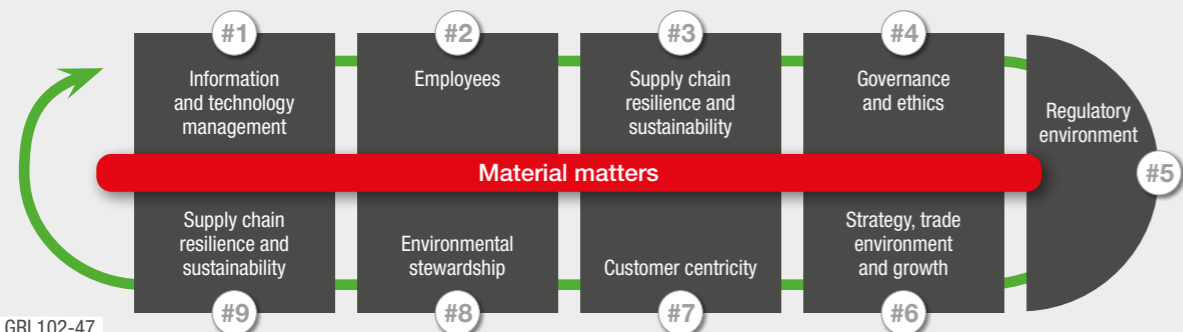 #1
Information
and technology
management
#2
Employees
#3
Supply chain
resilience and
sustainability
#4
Governance
and ethics
Regulatory
environment
#5
Material matters
Supply chain
resilience and
sustainability
#9
Environmental
stewardship
#8
Customer centricity
#7
Strategy, trade
environment
and growth
#6
GRI 102-47